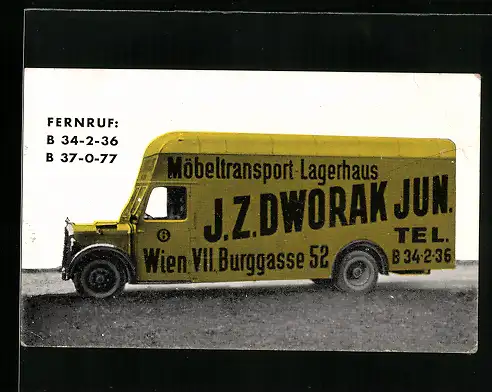 FERNRUF:
B 34-2-36
B 37-0-77
Möbeltransport-Lagerhaus
J.Z. DWORAK JUN.
TEL.
6
Wien VII. Burggasse 52
B 34-2-36